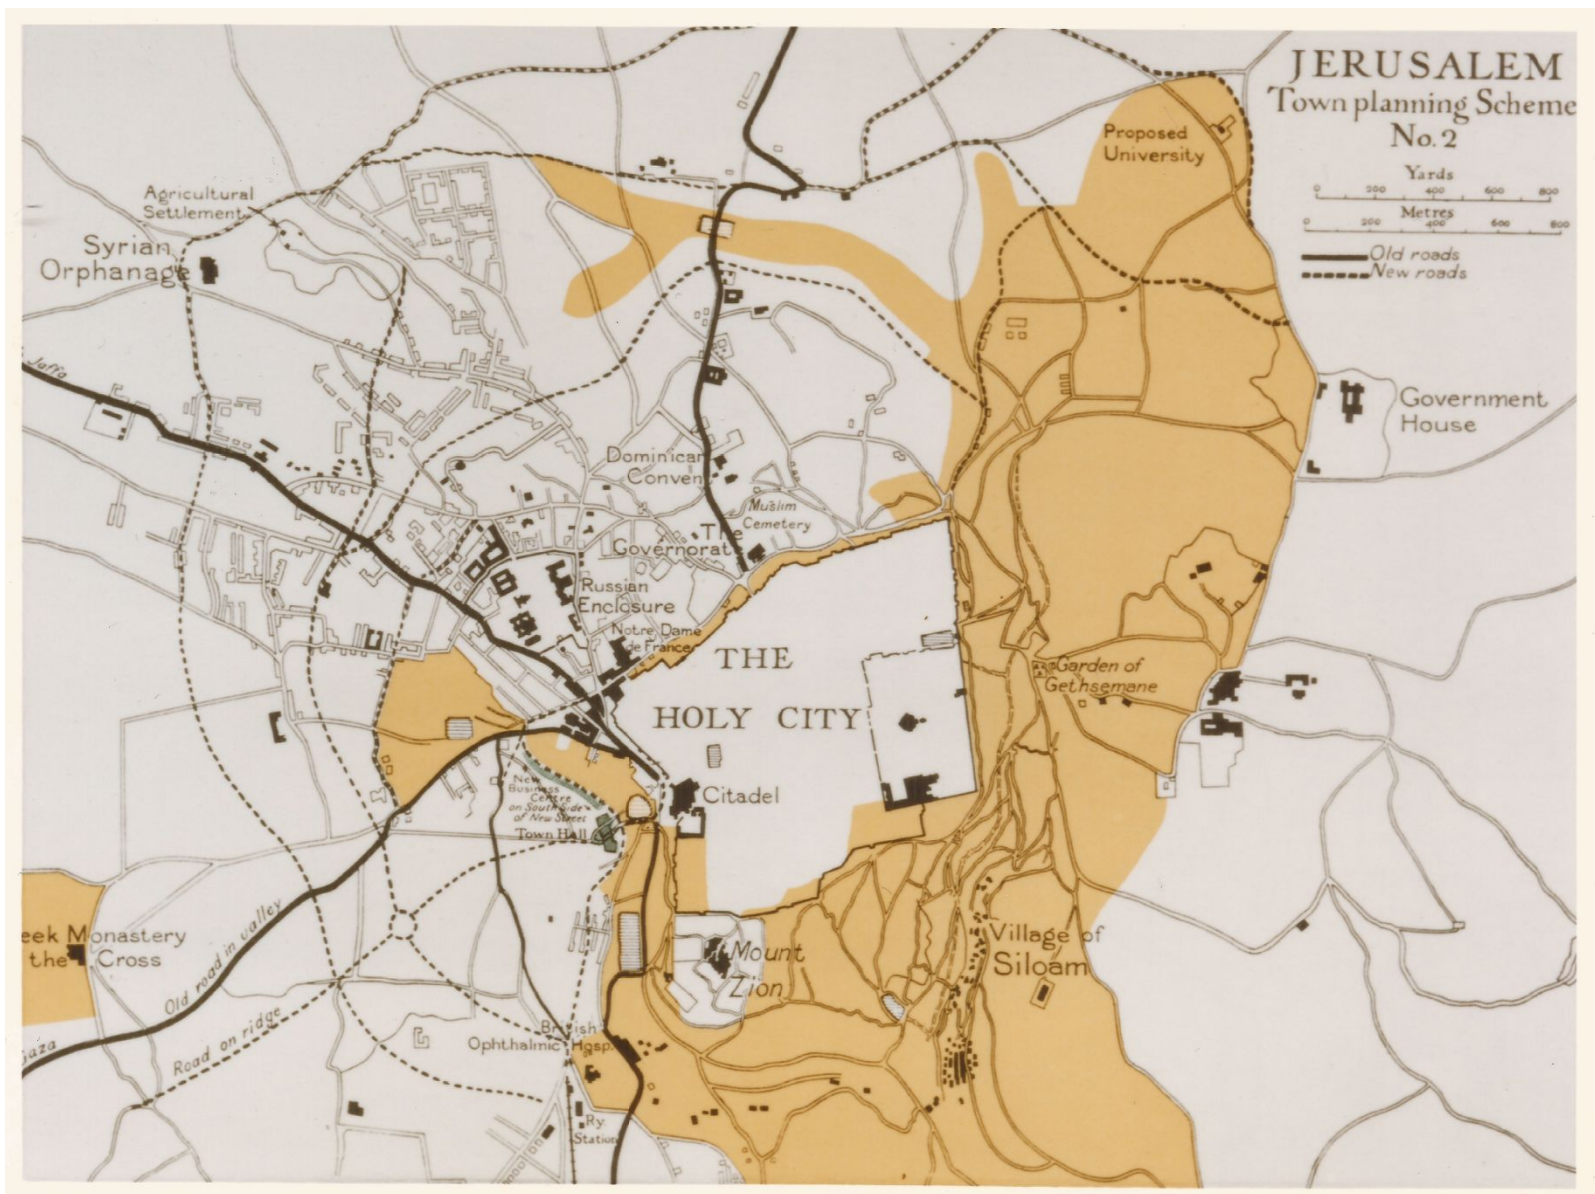 JERUSALEM
Town planning Scheme
No. 2
Yards
0 200 400 600 800
Metres
0 200 400 600 800
Old roads
New roads
Proposed
University
Agricultural
Settlement
Syrian
Orphanage
Jaffa
Government
House
Dominican
Conven
Muslim
Cemetery
The
Governorate
Russian
Enclosure
Notre Dame
de France
THE
HOLY CITY
Garden of
Gethsemane
Citadel
New
Business
Centre
on South Side
of New Street
Town Hall
eek Monastery
the Cross
Old road in valley
Road on ridge
Gaza
Mount
Zion
Village of
Siloam
British
Ophthalmic Hosp.
Ry.
Station